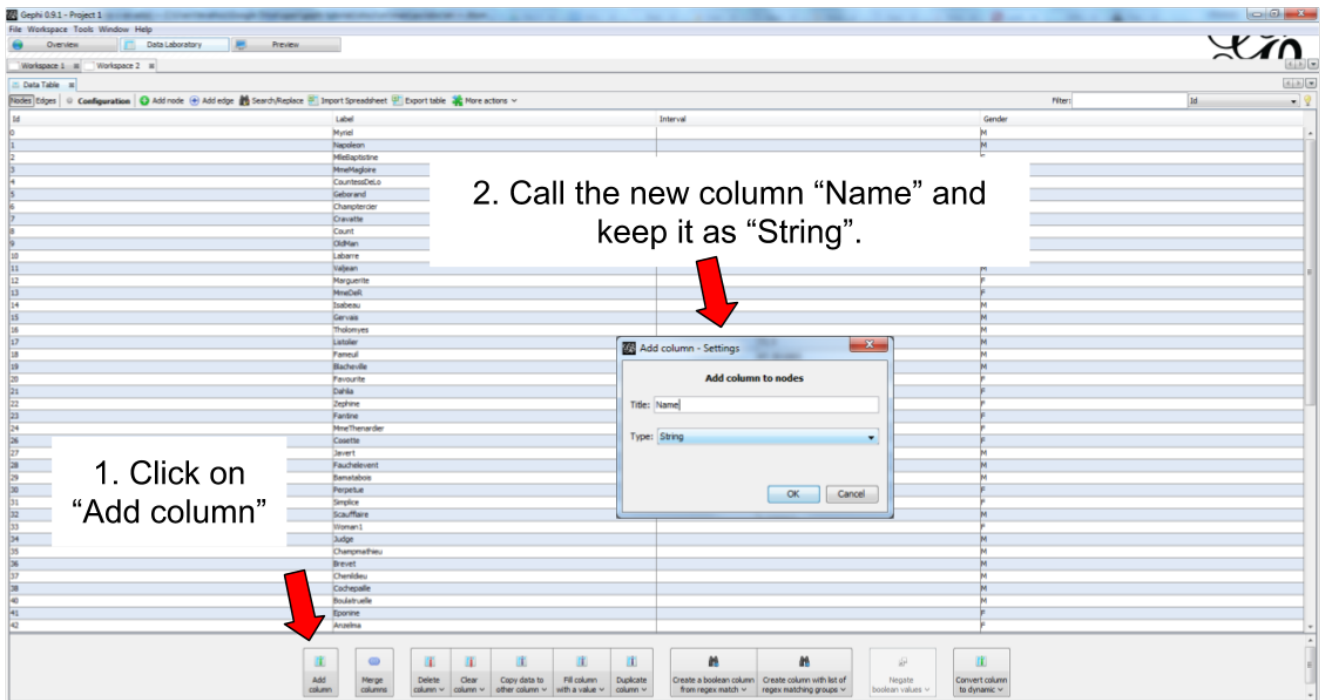 Gephi 0.9.1 - Project 1
File Workspace Tools Window Help
Overview Data Laboratory Preview
Workspace 1 Workspace 2
Data Table
Nodes Edges Configuration Add node Add edge Search/Replace Import Spreadsheet Export table More actions Filter: Id
Id Label Interval Gender
0 Myriel M
1 Napoleon M
2 MlleBaptistine
3 MmeMagloire
4 CountessDeLo
5 Geborand
6 Champtercier
7 Cravatte
8 Count
9 OldMan
10 Labarre
11 Valjean M
12 Marguerite F
13 MmeDeR F
14 Isabeau M
15 Gervais M
16 Tholomyes M
17 Listolier M
18 Fameuil M
19 Blacheville M
20 Favourite F
21 Dahlia F
22 Zephine F
23 Fantine F
24 MmeThenardier F
26 Cosette F
27 Javert M
28 Fauchelevent M
29 Bamatabois M
30 Perpetue F
31 Simplice F
32 Scaufflaire M
33 Woman1 F
34 Judge M
35 Champmathieu M
36 Brevet M
37 Chenildieu M
38 Cochepaille M
40 Boulatruelle M
41 Eponine F
42 Anzelma F
2. Call the new column “Name” and
keep it as “String”.
Add column - Settings
Add column to nodes
Title: Name
Type: String
OK Cancel
1. Click on
“Add column”
Add
column
Merge
columns
Delete
column
Clear
column
Copy data to
other column
Fill column
with a value
Duplicate
column
Create a boolean column
from regex match
Create column with list of
regex matching groups
Negate
boolean values
Convert column
to dynamic